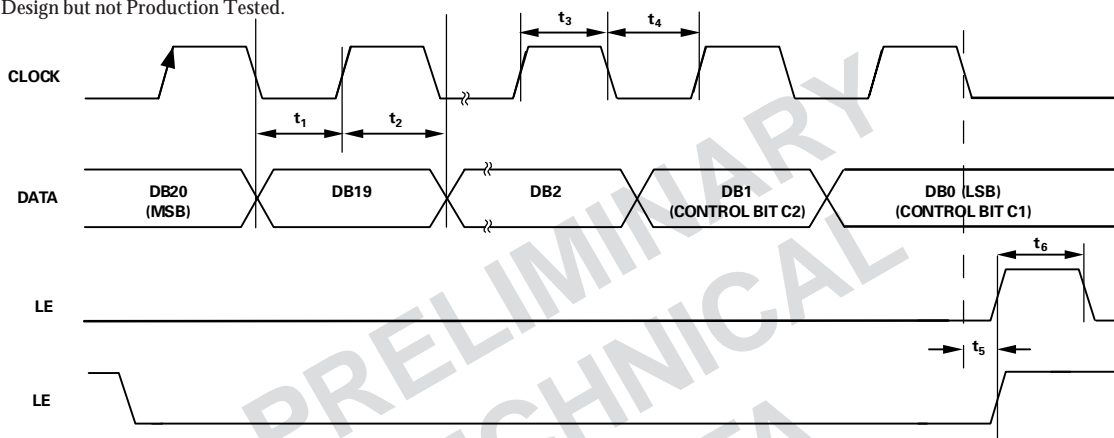 Design but not Production Tested.
t3
t4
CLOCK
t1
t2
DATA
DB20
(MSB)
DB19
DB2
DB1
(CONTROL BIT C2)
DB0 (LSB)
(CONTROL BIT C1)
t6
LE
t5
LE
PRELIMINARY
TECHNICAL